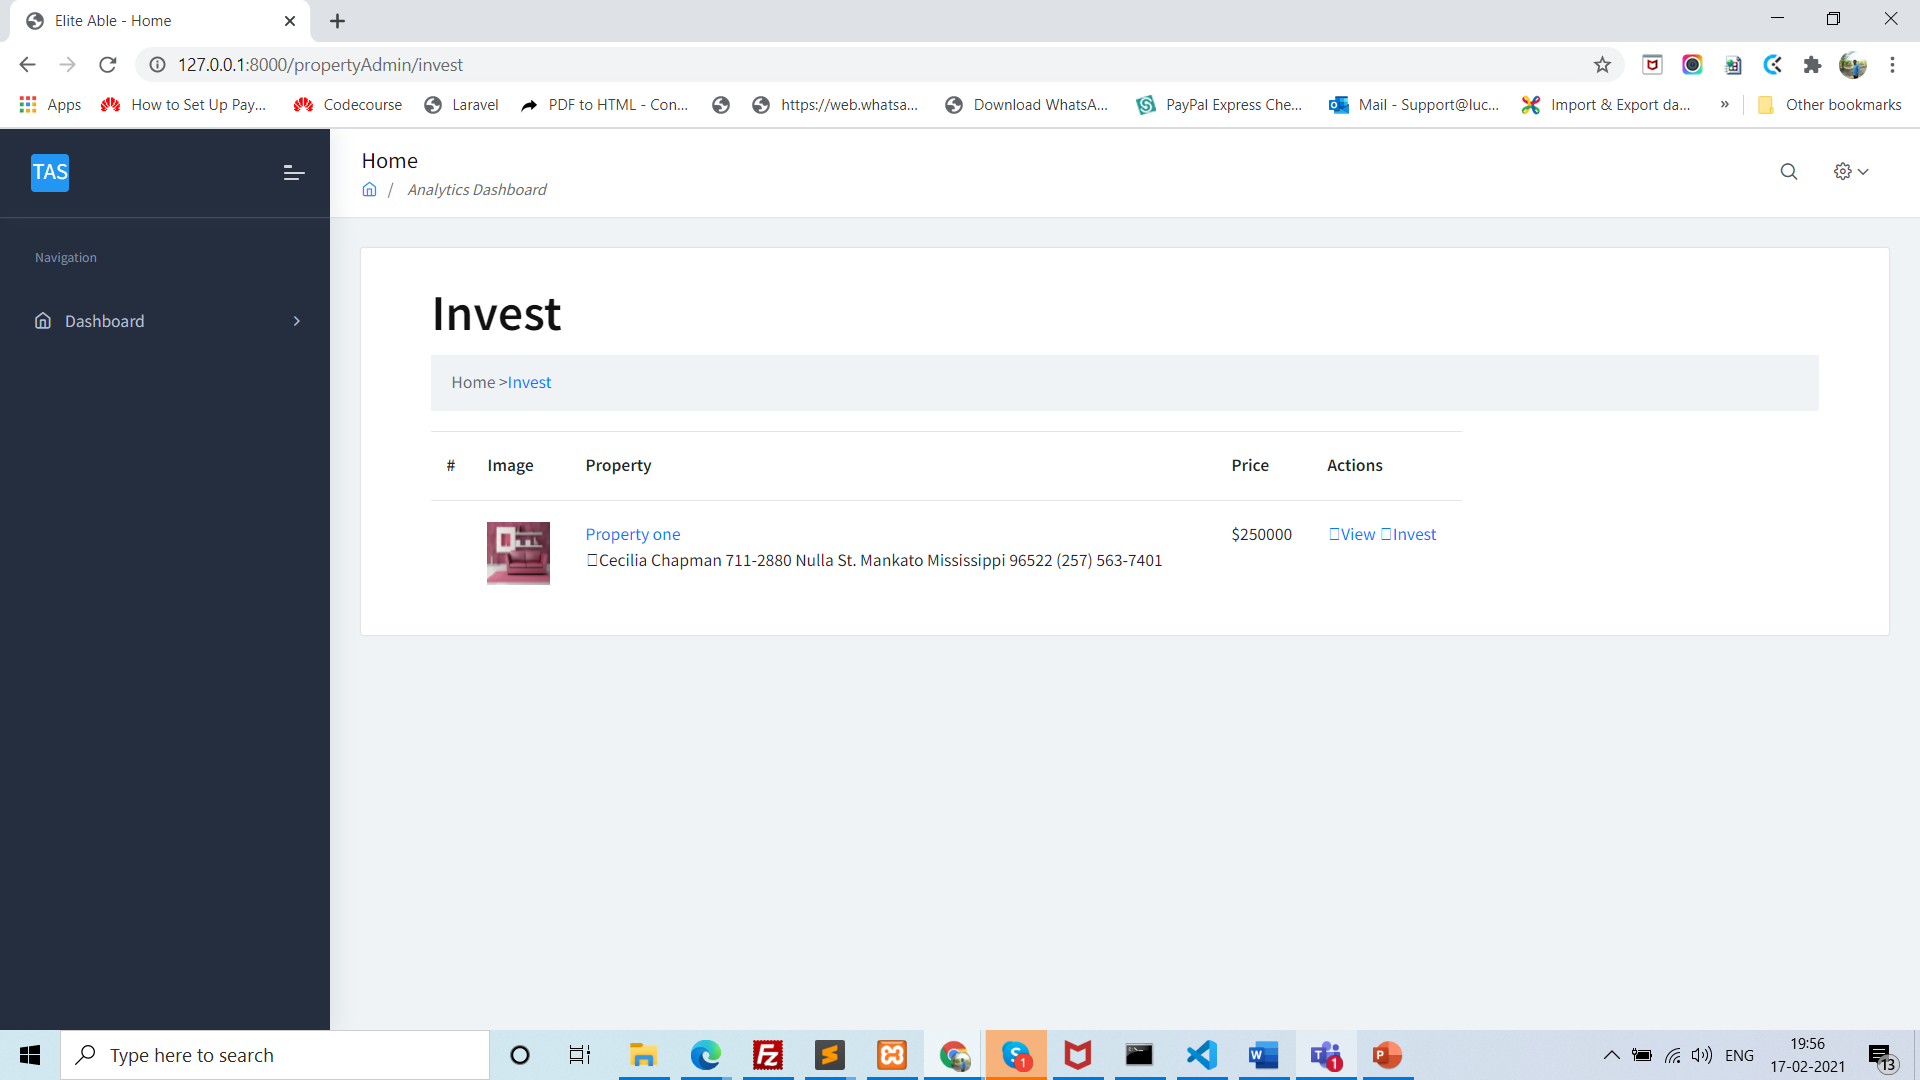 Elite Able - Home
127.0.0.1:8000/propertyAdmin/invest
Apps How to Set Up Pay... Codecourse Laravel PDF to HTML - Con... https://web.whatsa... Download WhatsA... PayPal Express Che... Mail - Support@luc... Import & Export da... » Other bookmarks
TAS
Home
/ Analytics Dashboard
Navigation
Dashboard
Invest
Home >Invest
# Image Property Price Actions
Property one $250000 View Invest
Cecilia Chapman 711-2880 Nulla St. Mankato Mississippi 96522 (257) 563-7401
Type here to search
ENG
19:56
17-02-2021
13
1
1